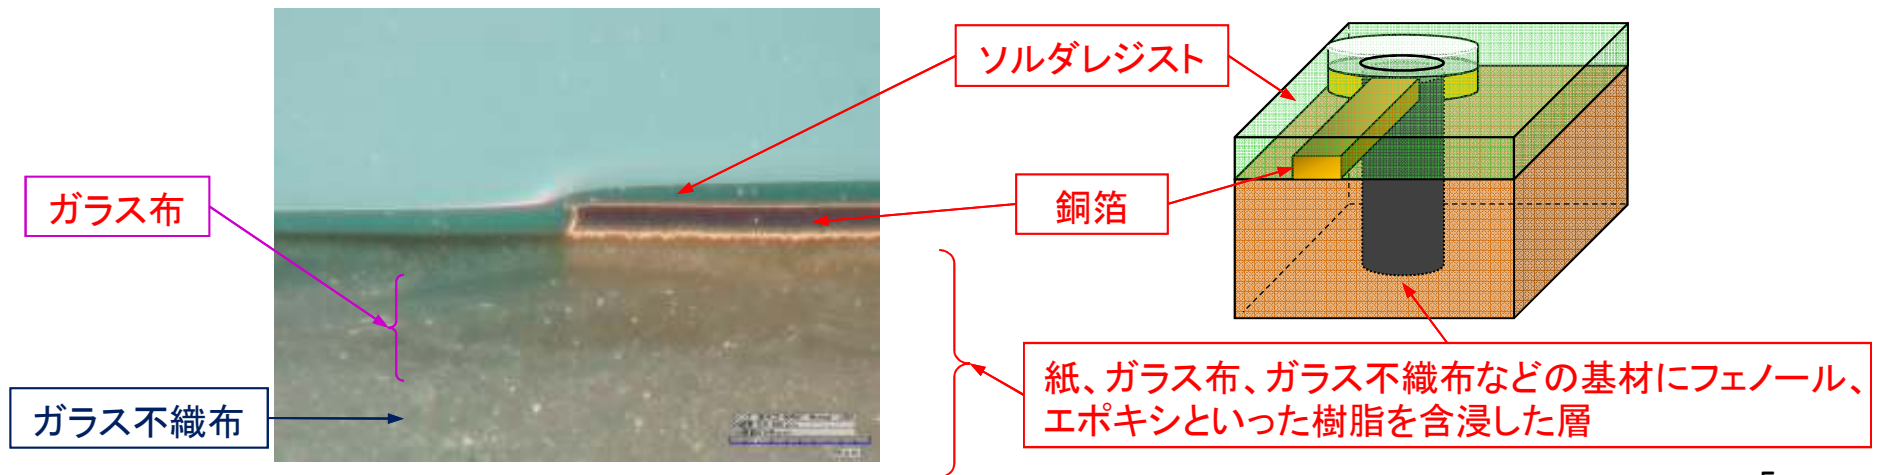 ソルダレジスト
ガラス布
銅箔
紙、ガラス布、ガラス不織布などの基材にフェノール、
エポキシといった樹脂を含浸した層
ガラス不織布